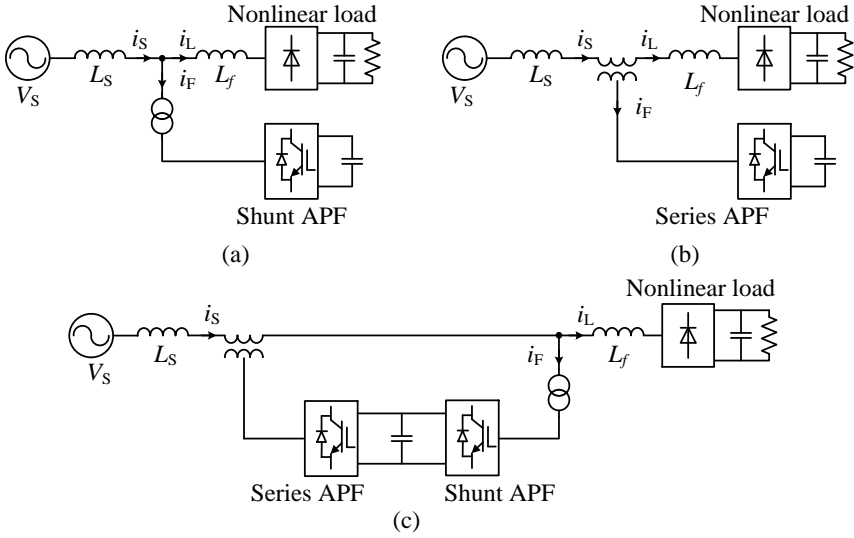 Nonlinear load
i_S
i_L
i_F
L_S
L_f
V_S
Shunt APF
(a)
Nonlinear load
i_S
i_L
i_F
L_S
L_f
V_S
Series APF
(b)
Nonlinear load
i_S
i_L
L_S
i_F
L_f
V_S
Series APF
Shunt APF
(c)